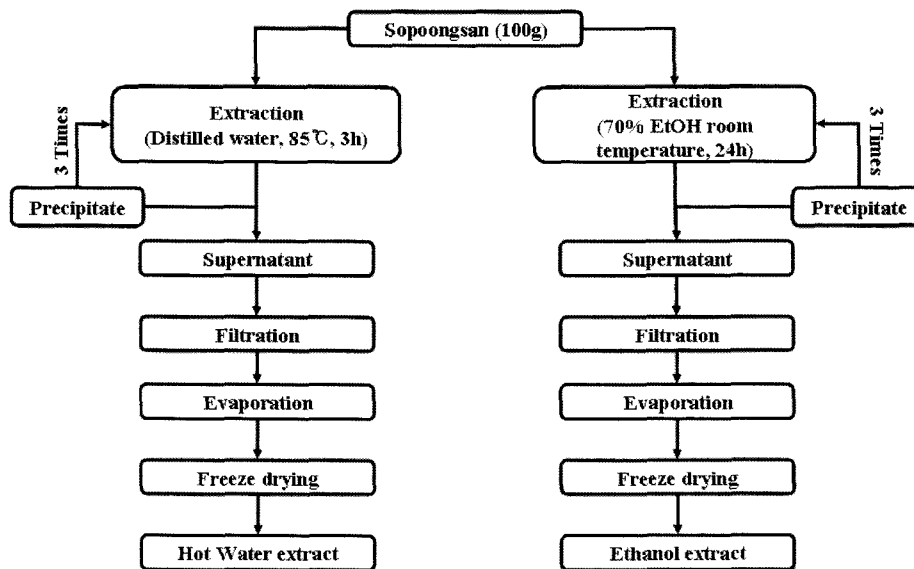 Sopoongsan (100g)
Extraction
(Distilled water, 85℃, 3h)
3 Times
Precipitate
Supernatant
Filtration
Evaporation
Freeze drying
Hot Water extract
Extraction
(70% EtOH room
temperature, 24h)
3 Times
Precipitate
Supernatant
Filtration
Evaporation
Freeze drying
Ethanol extract